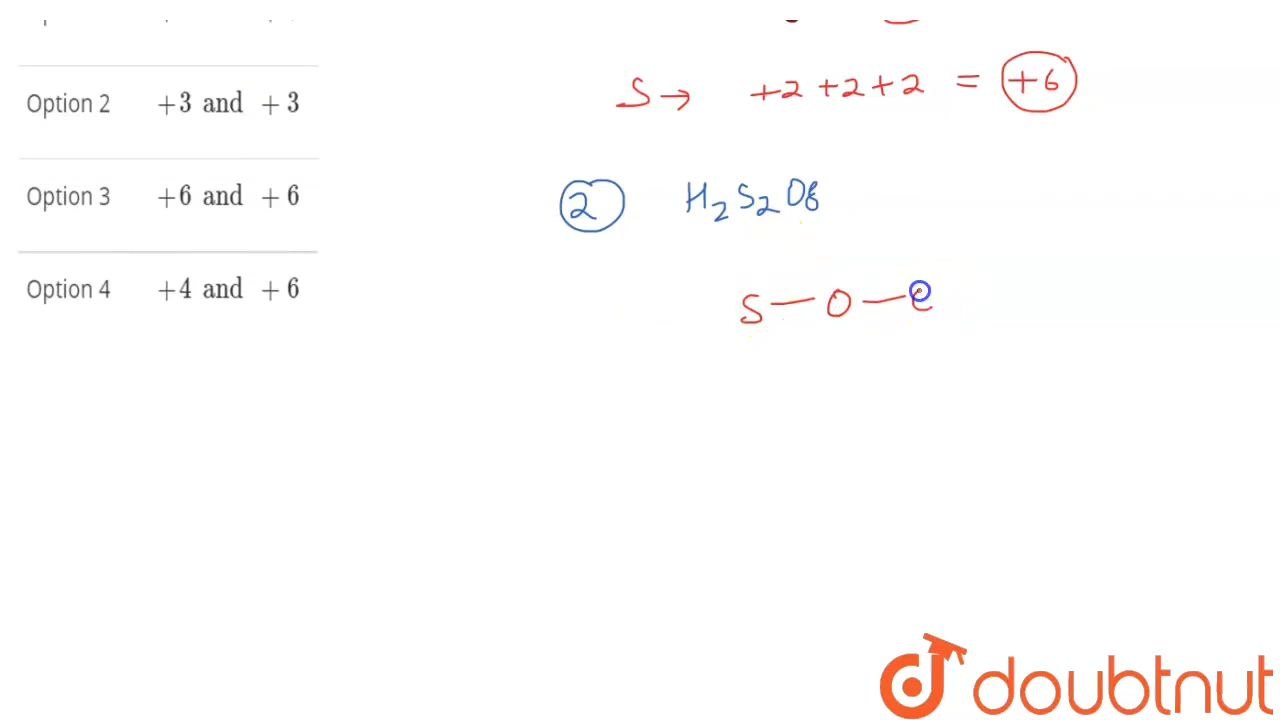 S → +2 +2 +2 = +6
Option 2 +3 and +3
Option 3 +6 and +6
2 H2S2O8
Option 4 +4 and +6
S — O —
doubtnut